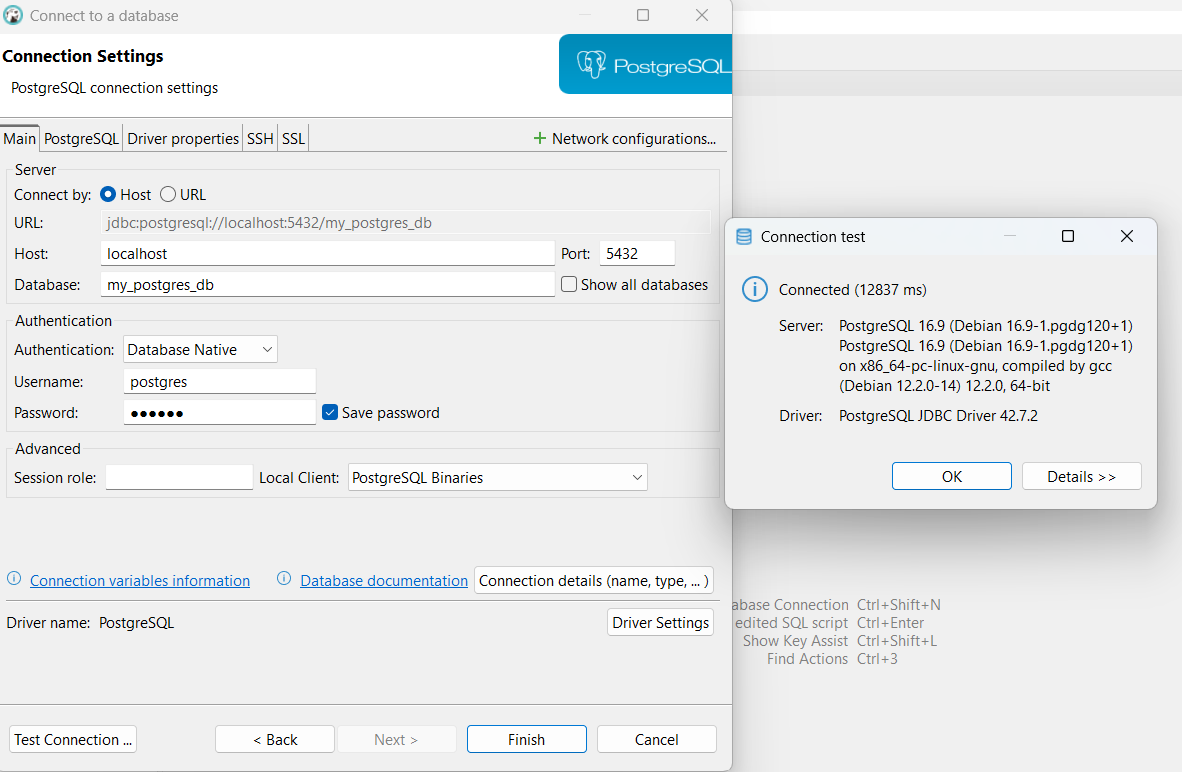 Connect to a database
Connection Settings
PostgreSQL connection settings
PostgreSQL
Main PostgreSQL Driver properties SSH SSL + Network configurations...
Server
Connect by: Host URL
URL: jdbc:postgresql://localhost:5432/my_postgres_db
Host: localhost Port: 5432
Database: my_postgres_db Show all databases
Authentication
Authentication: Database Native
Username: postgres
Password: ●●●●●● Save password
Advanced
Session role: Local Client: PostgreSQL Binaries
Connection variables information Database documentation Connection details (name, type, ... )
Driver name: PostgreSQL Driver Settings
Test Connection ... < Back Next > Finish Cancel
Connection test
Connected (12837 ms)
Server: PostgreSQL 16.9 (Debian 16.9-1.pgdg120+1)
PostgreSQL 16.9 (Debian 16.9-1.pgdg120+1)
on x86_64-pc-linux-gnu, compiled by gcc
(Debian 12.2.0-14) 12.2.0, 64-bit
Driver: PostgreSQL JDBC Driver 42.7.2
OK Details >>
abase Connection Ctrl+Shift+N
edited SQL script Ctrl+Enter
Show Key Assist Ctrl+Shift+L
Find Actions Ctrl+3